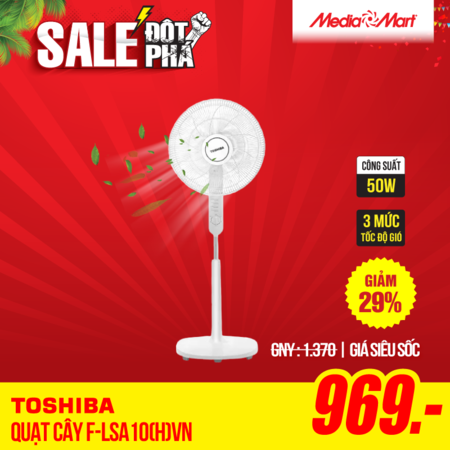 SALE ĐỘT PHÁ
MediaMart
TOSHIBA
CÔNG SUẤT
50W
3 MỨC
TỐC ĐỘ GIÓ
GIẢM
29%
GNY : 1.370 | GIÁ SIÊU SỐC
TOSHIBA
QUẠT CÂY F-LSA10(H)VN
969.-